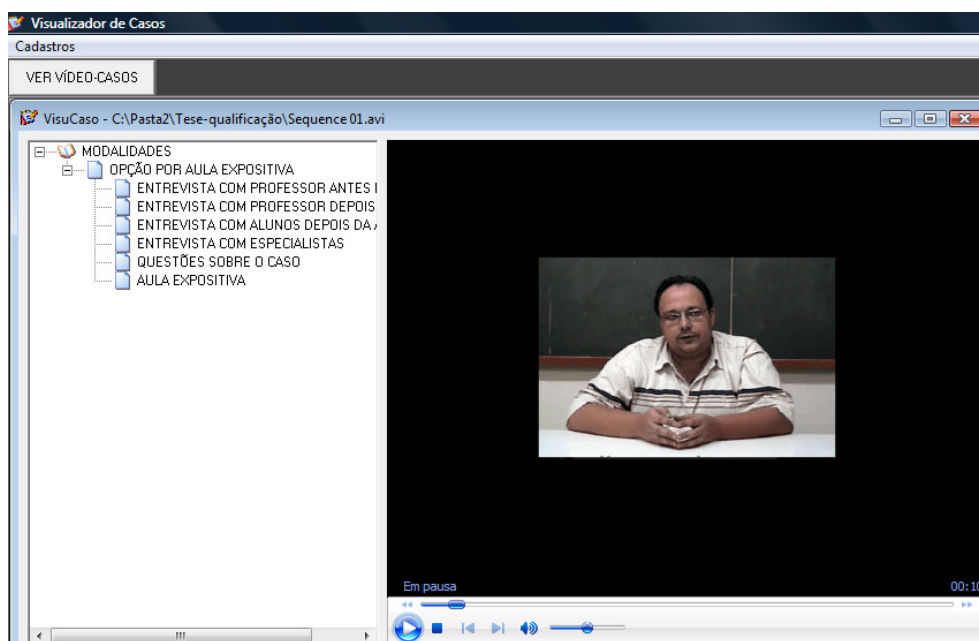 Visualizador de Casos
Cadastros
VER VÍDEO-CASOS
VisuCaso - C:\Pasta2\Tese-qualificação\Sequence 01.avi
MODALIDADES
OPÇÃO POR AULA EXPOSITIVA
ENTREVISTA COM PROFESSOR ANTES
ENTREVISTA COM PROFESSOR DEPOIS
ENTREVISTA COM ALUNOS DEPOIS DA
ENTREVISTA COM ESPECIALISTAS
QUESTÕES SOBRE O CASO
AULA EXPOSITIVA
Em pausa
00:10